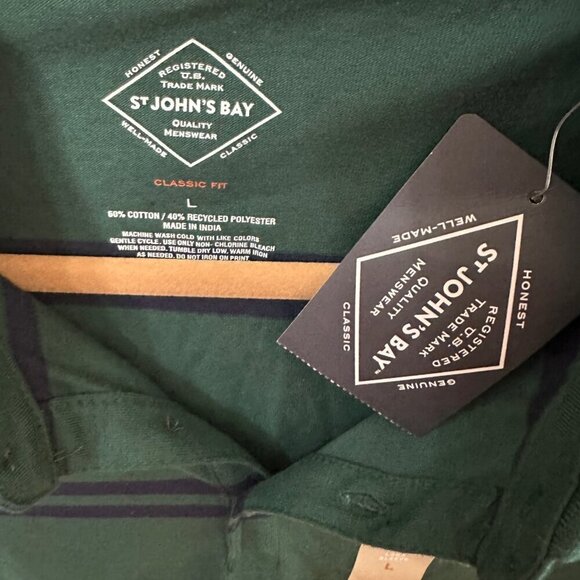 HONEST
GENUINE
REGISTERED
U.S.
TRADE MARK
ST JOHN'S BAY
QUALITY
MENSWEAR
WELL-MADE
CLASSIC
CLASSIC FIT
L
60% COTTON / 40% RECYCLED POLYESTER
MADE IN INDIA
MACHINE WASH COLD WITH LIKE COLORS
GENTLE CYCLE. USE ONLY NON- CHLORINE BLEACH
WHEN NEEDED. TUMBLE DRY LOW, WARM IRON
AS NEEDED. DO NOT IRON ON PRINT
WELL-MADE
HONEST
CLASSIC
QUALITY
MENSWEAR
ST JOHN'S BAY™
REGISTERED
U.S.
TRADE MARK
GENUINE
L